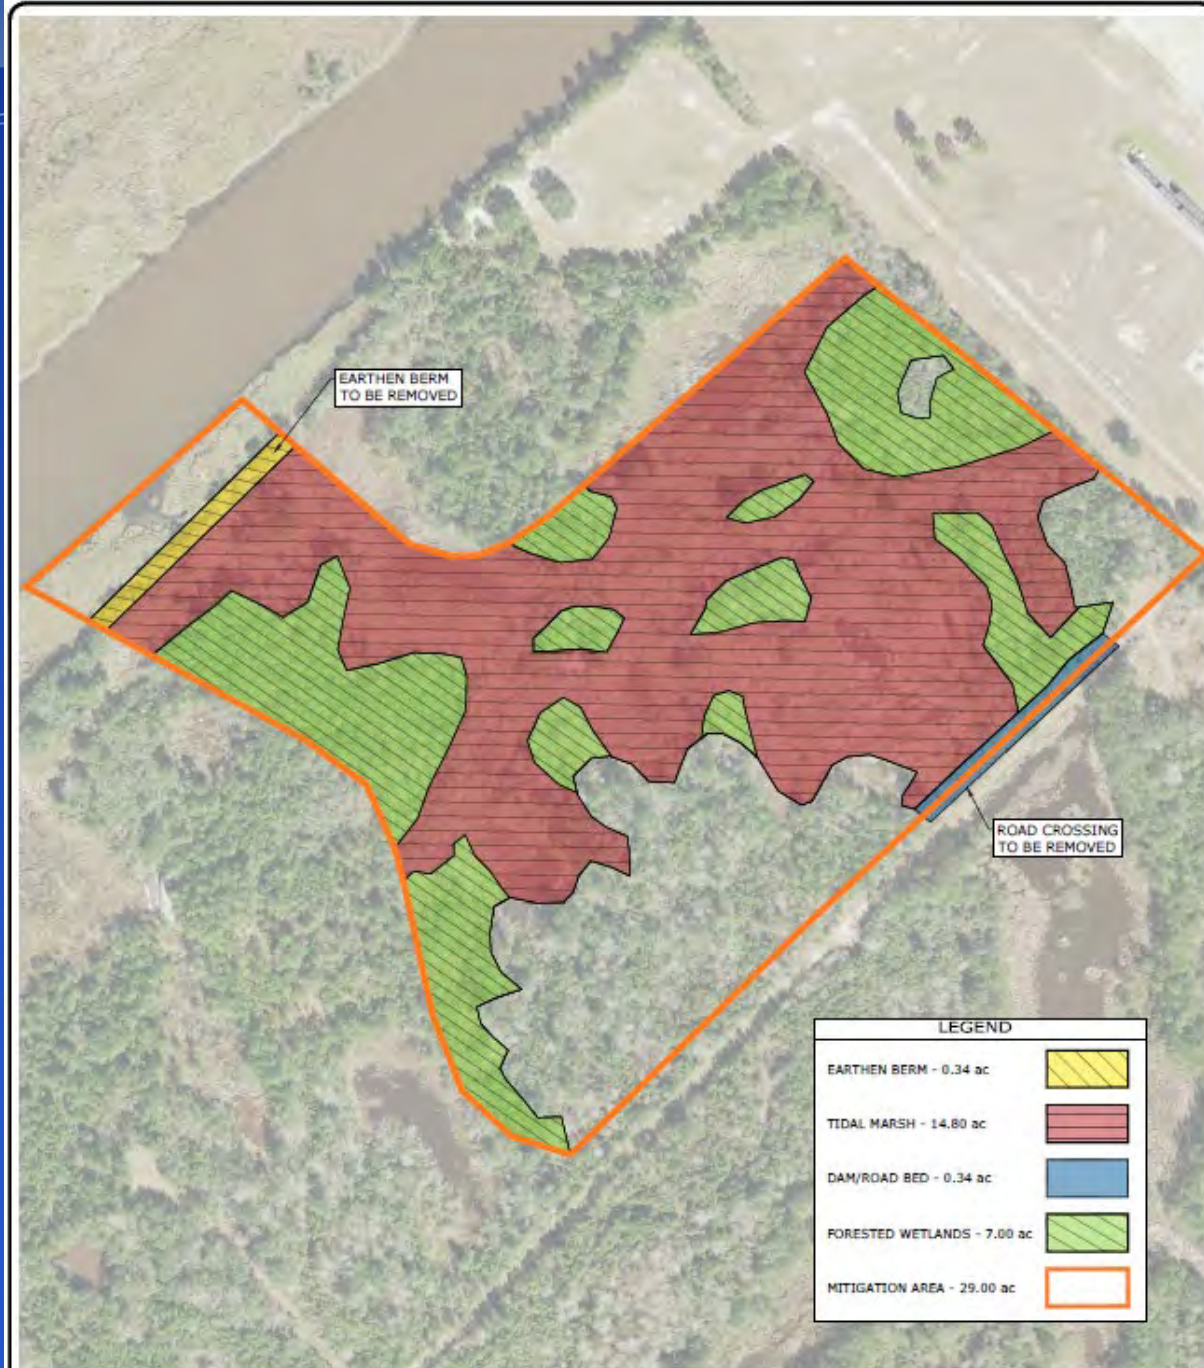 EARTHEN BERM
TO BE REMOVED
ROAD CROSSING
TO BE REMOVED
LEGEND
EARTHEN BERM - 0.34 ac
TIDAL MARSH - 14.80 ac
DAM/ROAD BED - 0.34 ac
FORESTED WETLANDS - 7.00 ac
MITIGATION AREA - 29.00 ac